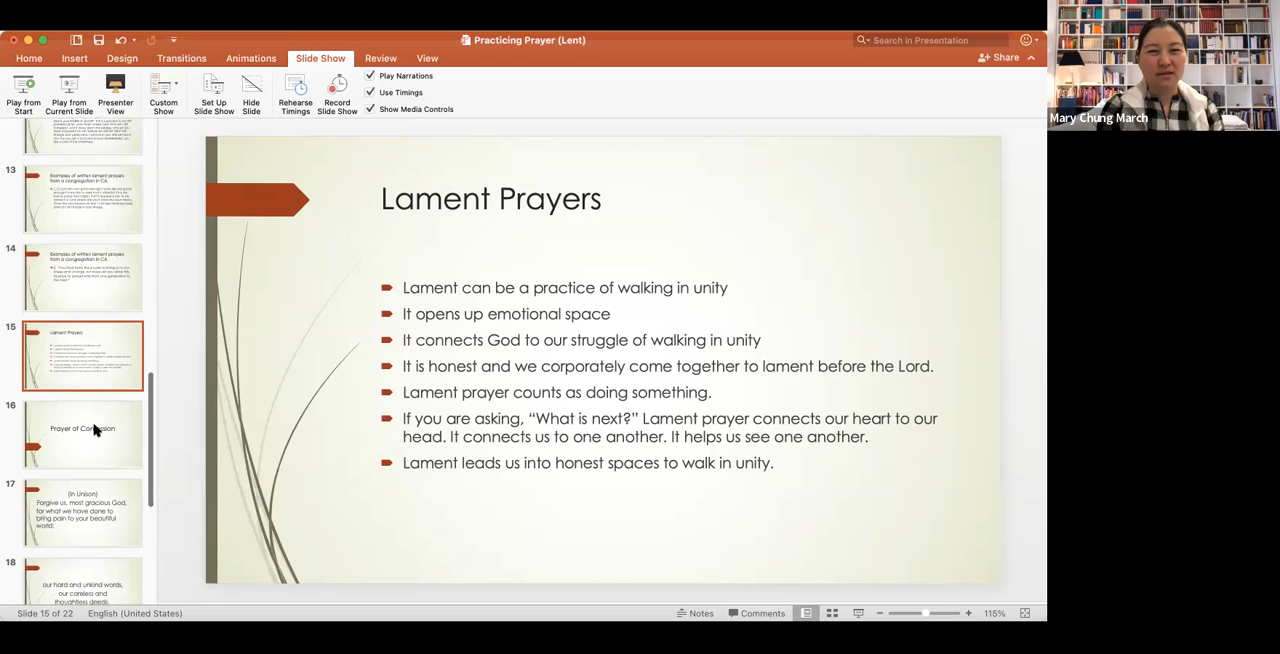 Practicing Prayer (Lent)
Search in Presentation
Home Insert Design Transitions Animations Slide Show Review View
Share
Play from Start
Play from Current Slide
Presenter View
Custom Show
Set Up Slide Show
Hide Slide
Rehearse Timings
Record Slide Show
Play Narrations
Use Timings
Show Media Controls
Mary Chung March
13
Examples of written lament prayers
from a congregation in CA
14
Examples of written lament prayers
from a congregation in CA
15
Lament Prayers
16
Prayer of
17
(In Unison)
Forgive us, most gracious God,
for what we have done to
bring pain to your beautiful
world:
18
our hard and unkind words,
our careless and
thoughtless deeds,
Lament Prayers
Lament can be a practice of walking in unity
It opens up emotional space
It connects God to our struggle of walking in unity
It is honest and we corporately come together to lament before the Lord.
Lament prayer counts as doing something.
If you are asking, “What is next?” Lament prayer connects our heart to our
head. It connects us to one another. It helps us see one another.
Lament leads us into honest spaces to walk in unity.
Slide 15 of 22 English (United States)
Notes Comments 115%